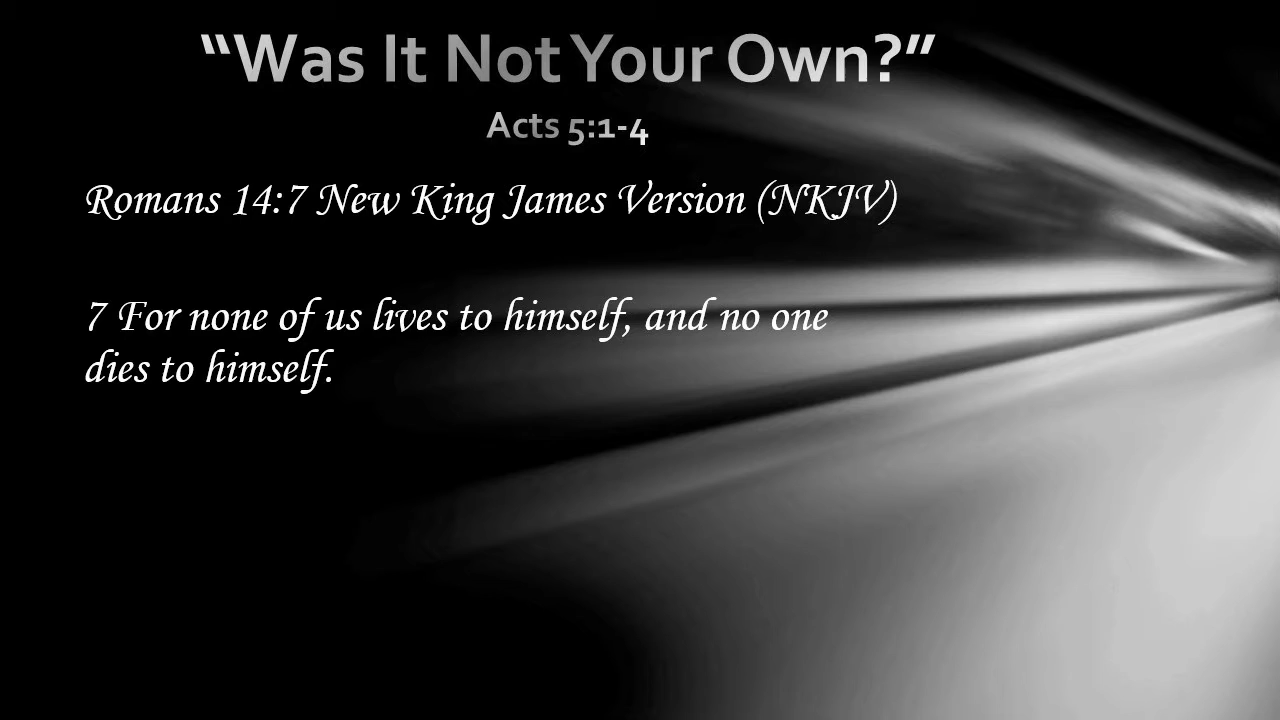 “Was It Not Your Own?”
Acts 5:1-4
Romans 14:7 New King James Version (NKJV)
7 For none of us lives to himself, and no one
dies to himself.